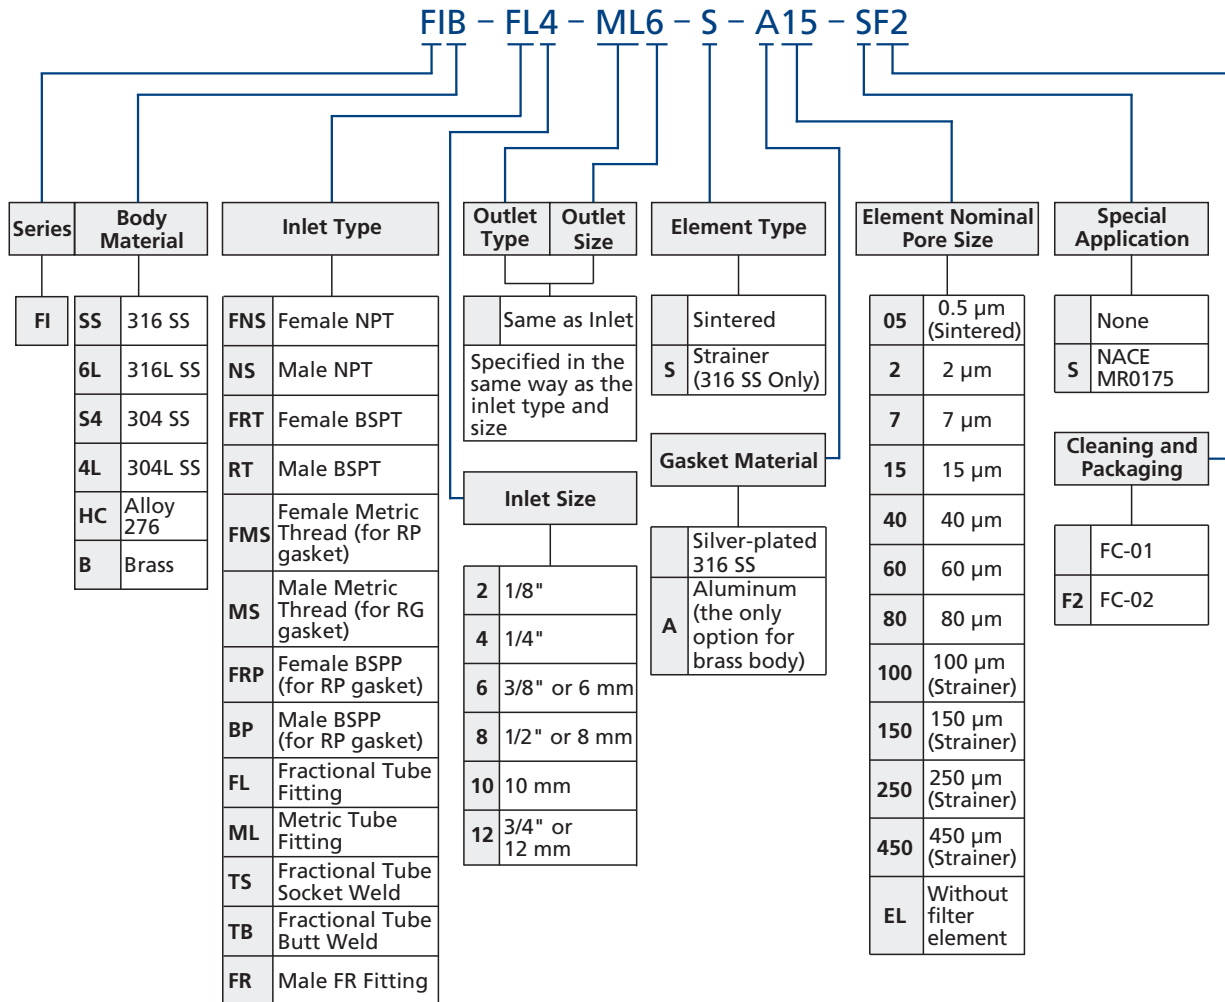 FIB – FL4 – ML6 – S – A15 – SF2
Series
Body
Material
Inlet Type
Outlet
Type
Outlet
Size
Element Type
Element Nominal
Pore Size
Special
Application
FI
SS 316 SS
6L 316L SS
S4 304 SS
4L 304L SS
HC Alloy
276
B Brass
FNS Female NPT
NS Male NPT
FRT Female BSPT
RT Male BSPT
FMS Female Metric
Thread (for RP
gasket)
MS Male Metric
Thread (for RG
gasket)
FRP Female BSPP
(for RP gasket)
BP Male BSPP
(for RP gasket)
FL Fractional Tube
Fitting
ML Metric Tube
Fitting
TS Fractional Tube
Socket Weld
TB Fractional Tube
Butt Weld
FR Male FR Fitting
Same as Inlet
Specified in the
same way as the
inlet type and
size
Inlet Size
2 1/8"
4 1/4"
6 3/8" or 6 mm
8 1/2" or 8 mm
10 10 mm
12 3/4" or
12 mm
Sintered
S Strainer
(316 SS Only)
Gasket Material
Silver-plated
316 SS
A Aluminum
(the only
option for
brass body)
05 0.5 µm
(Sintered)
2 2 µm
7 7 µm
15 15 µm
40 40 µm
60 60 µm
80 80 µm
100 100 µm
(Strainer)
150 150 µm
(Strainer)
250 250 µm
(Strainer)
450 450 µm
(Strainer)
EL Without
filter
element
None
S NACE
MR0175
Cleaning and
Packaging
FC-01
F2 FC-02